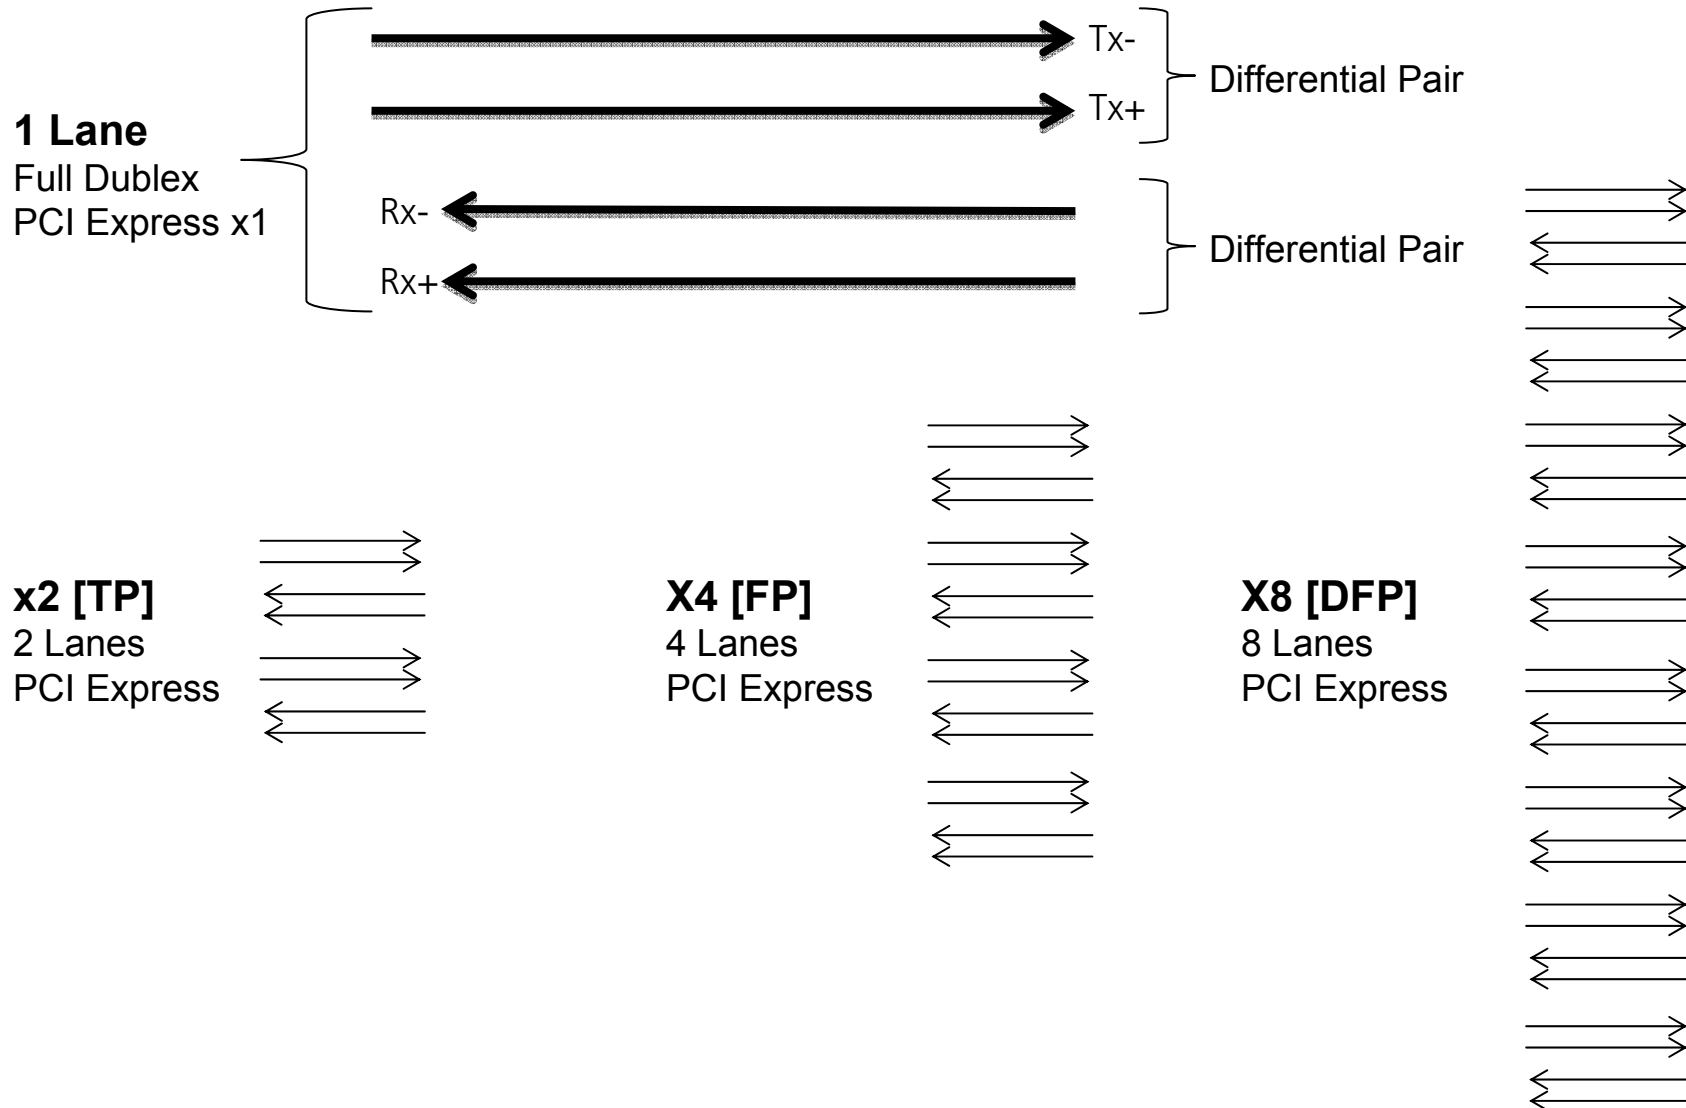 Tx-
Differential Pair
Tx+
1 Lane
Full Dublex
PCI Express x1
Rx-
Differential Pair
Rx+
x2 [TP]
2 Lanes
PCI Express
X4 [FP]
4 Lanes
PCI Express
X8 [DFP]
8 Lanes
PCI Express